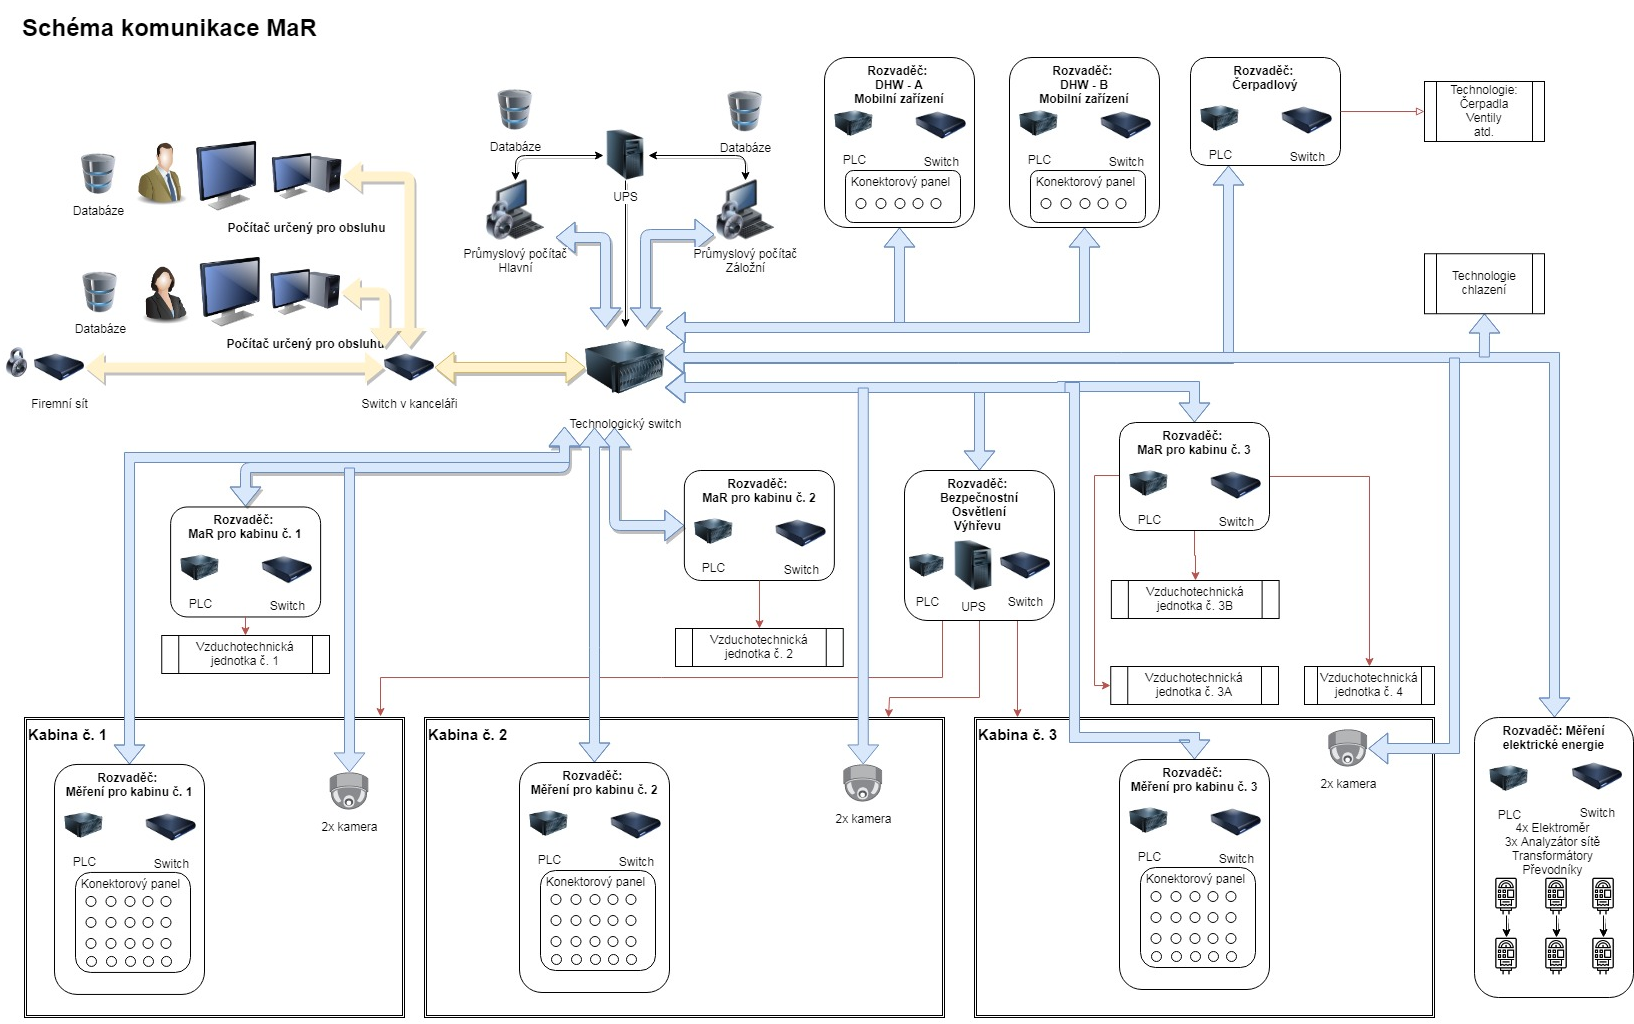 Schéma komunikace MaR
Databáze
Počítač určený pro obsluhu
Databáze
Počítač určený pro obsluhu
Firemní sít
Switch v kanceláři
Databáze
UPS
Databáze
Průmyslový počítač
Hlavní
Průmyslový počítač
Záložní
Technologický switch
Rozvaděč:
DHW - A
Mobilní zařízení
PLC
Switch
Konektorový panel
Rozvaděč:
DHW - B
Mobilní zařízení
PLC
Switch
Konektorový panel
Rozvaděč:
Čerpadlový
PLC
Switch
Technologie:
Čerpadla
Ventily
atd.
Technologie
chlazení
Rozvaděč:
MaR pro kabinu č. 1
PLC
Switch
Vzduchotechnická
jednotka č. 1
Rozvaděč:
MaR pro kabinu č. 2
PLC
Switch
Vzduchotechnická
jednotka č. 2
Rozvaděč:
Bezpečnostní
Osvětlení
Výhřevu
PLC
UPS
Switch
Rozvaděč:
MaR pro kabinu č. 3
PLC
Switch
Vzduchotechnická
jednotka č. 3B
Vzduchotechnická
jednotka č. 3A
Vzduchotechnická
jednotka č. 4
Kabina č. 1
Rozvaděč:
Měření pro kabinu č. 1
PLC
Switch
Konektorový panel
2x kamera
Kabina č. 2
Rozvaděč:
Měření pro kabinu č. 2
PLC
Switch
Konektorový panel
2x kamera
Kabina č. 3
Rozvaděč:
Měření pro kabinu č. 3
PLC
Switch
Konektorový panel
2x kamera
Rozvaděč: Měření
elektrické energie
PLC
Switch
4x Elektroměr
3x Analyzátor sítě
Transformátory
Převodníky